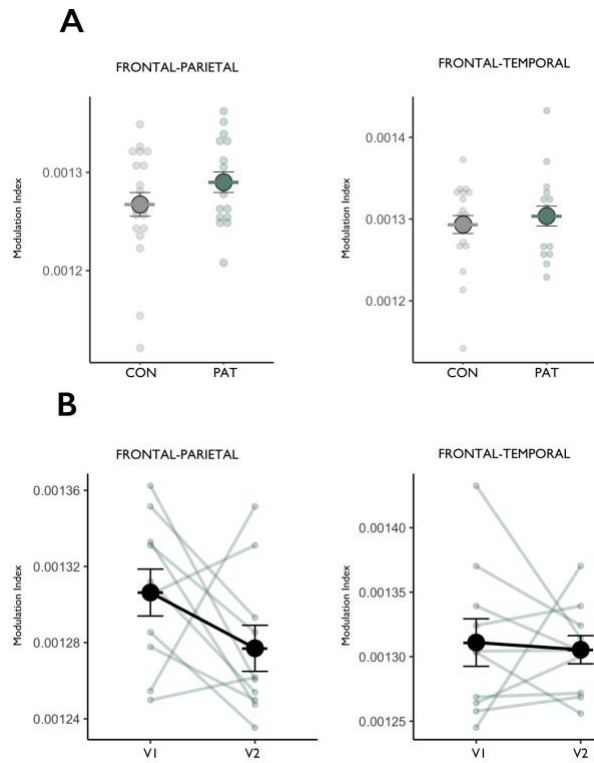 A
FRONTAL-PARIETAL
Modulation Index
0.0013
0.0012
CON PAT
FRONTAL-TEMPORAL
Modulation Index
0.0014
0.0013
0.0012
CON PAT
B
FRONTAL-PARIETAL
Modulation Index
0.00136
0.00132
0.00128
0.00124
V1 V2
FRONTAL-TEMPORAL
Modulation Index
0.00140
0.00135
0.00130
0.00125
V1 V2